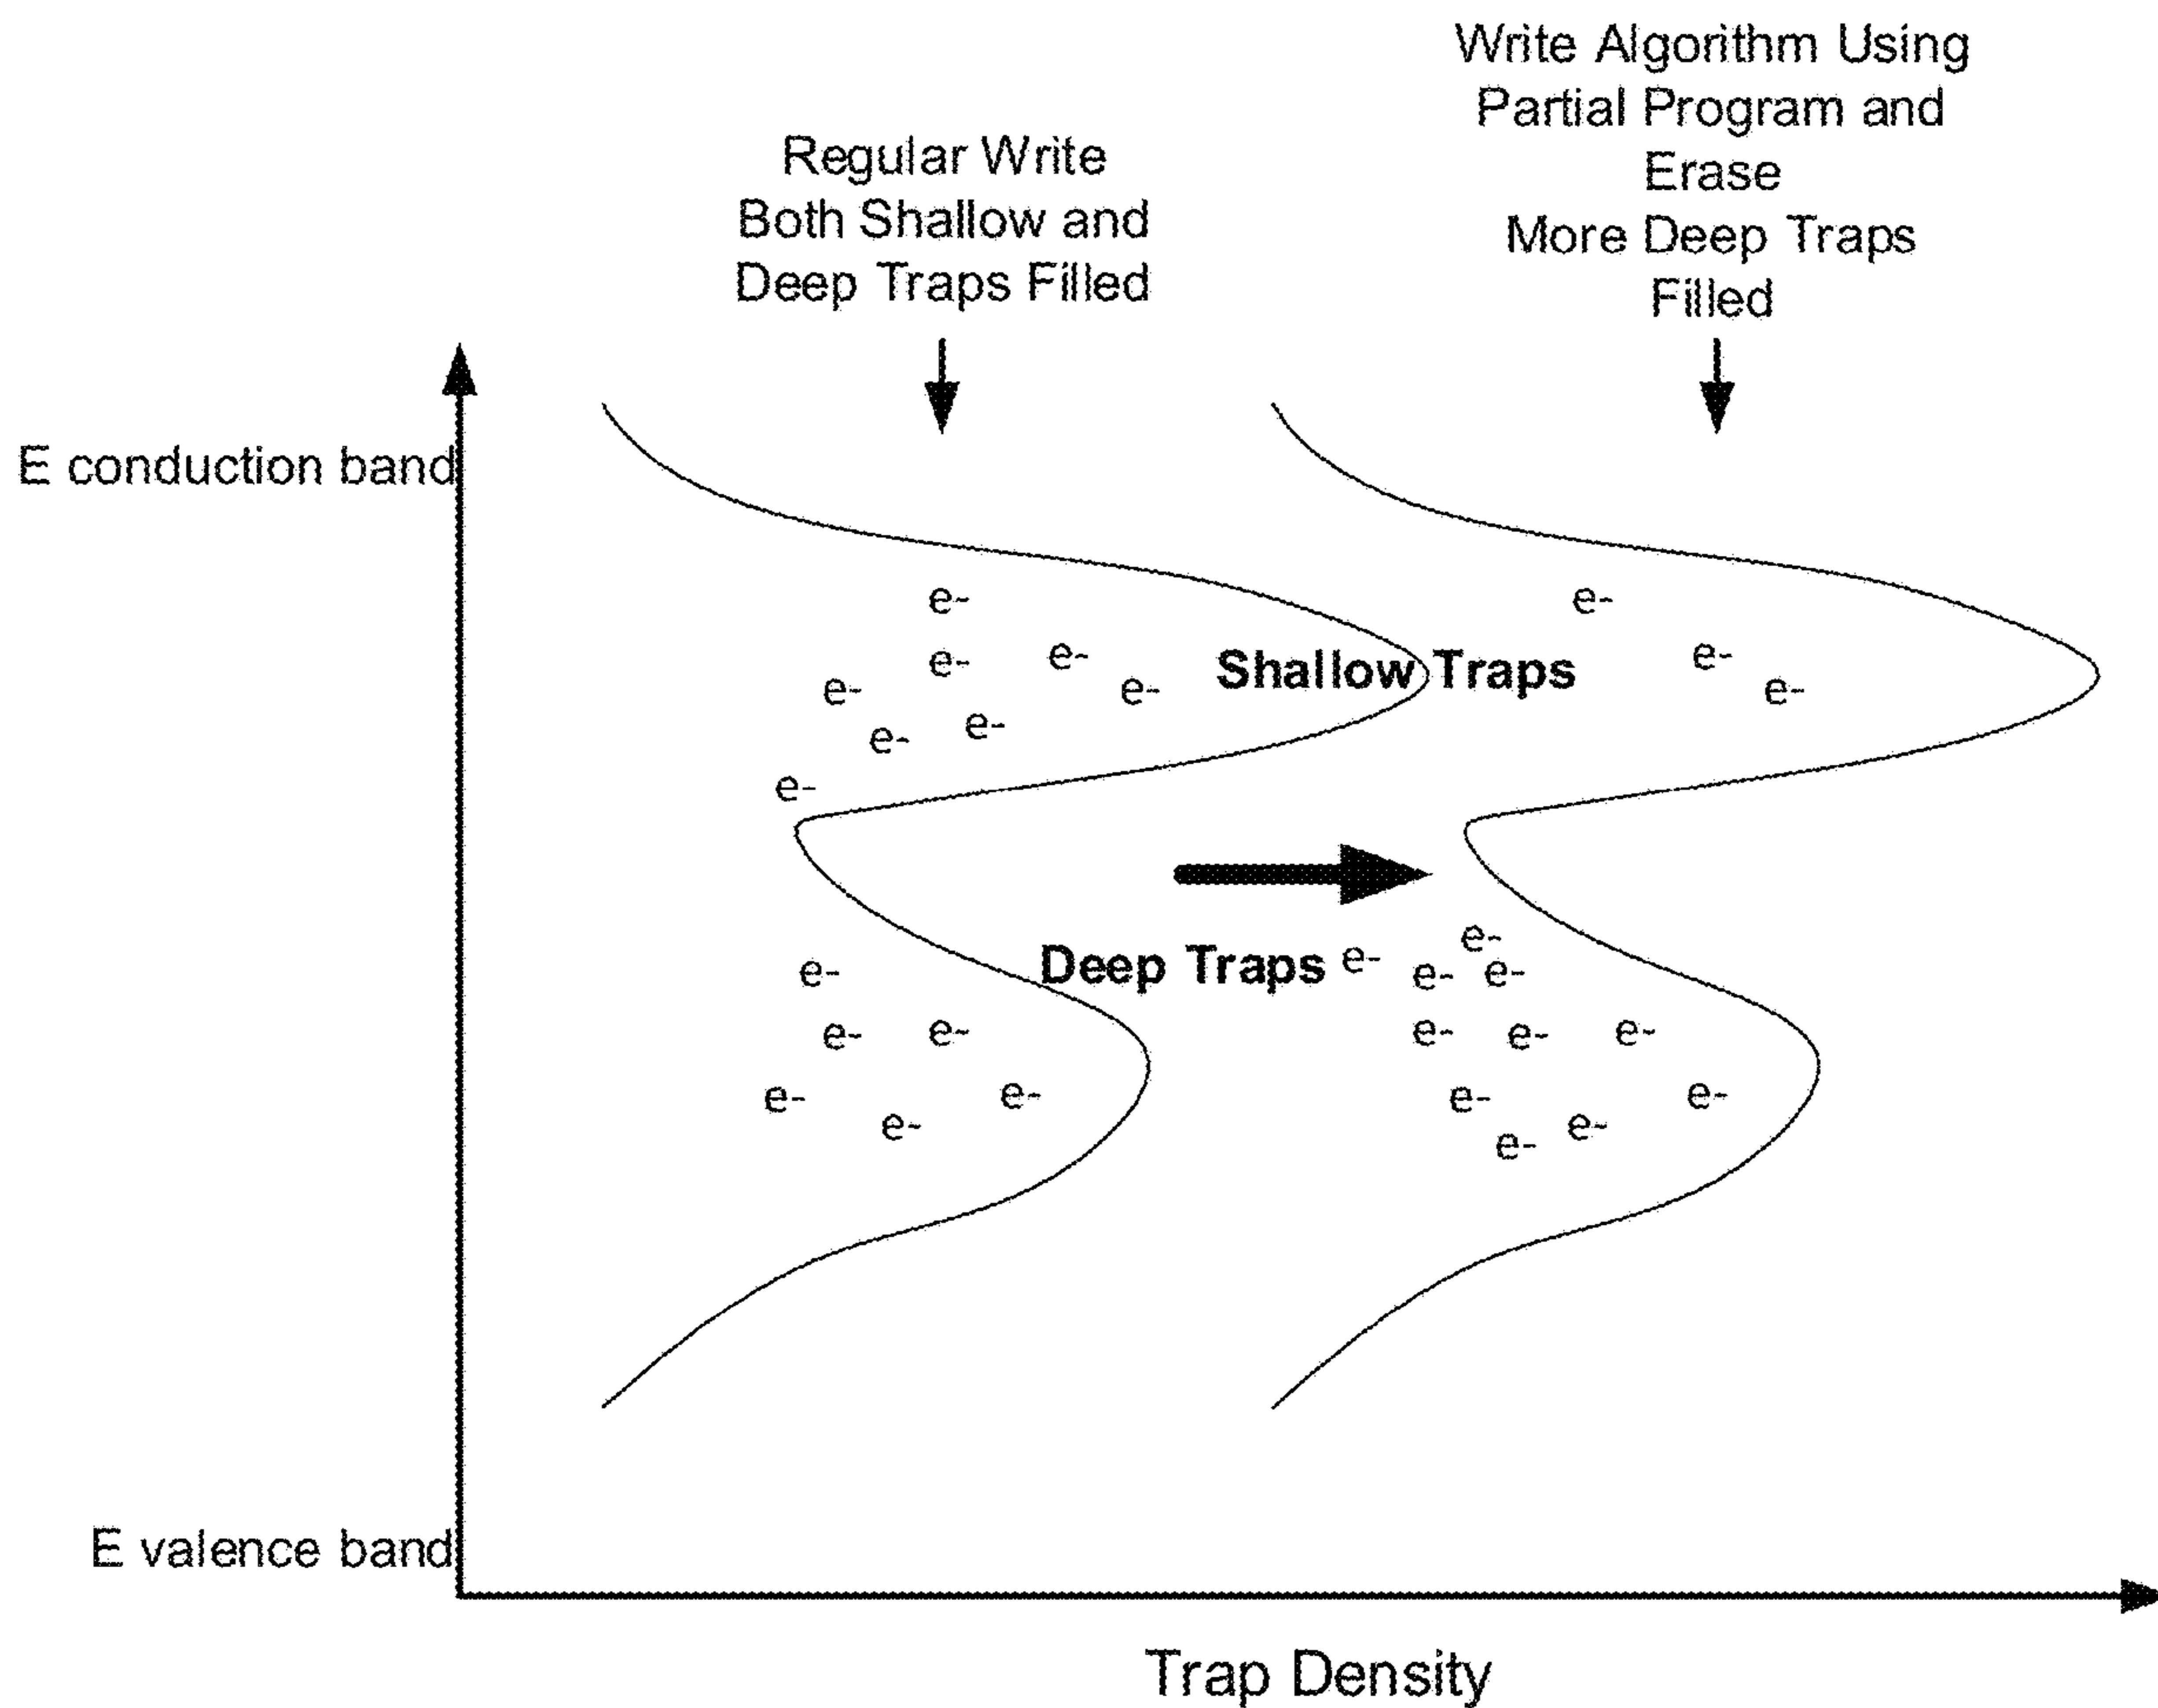 Write Algorithm Using
Partial Program and
Erase
More Deep Traps
Filled
Regular Write
Both Shallow and
Deep Traps Filled
E conduction band
e- e-
e- e- Shallow Traps e-
e- e- e-
e- e-
e-
Deep Traps e- e-
e- e- e-
e- e- e- e- e-
e- e- e- e-
e- e- e-
E valence band
Trap Density